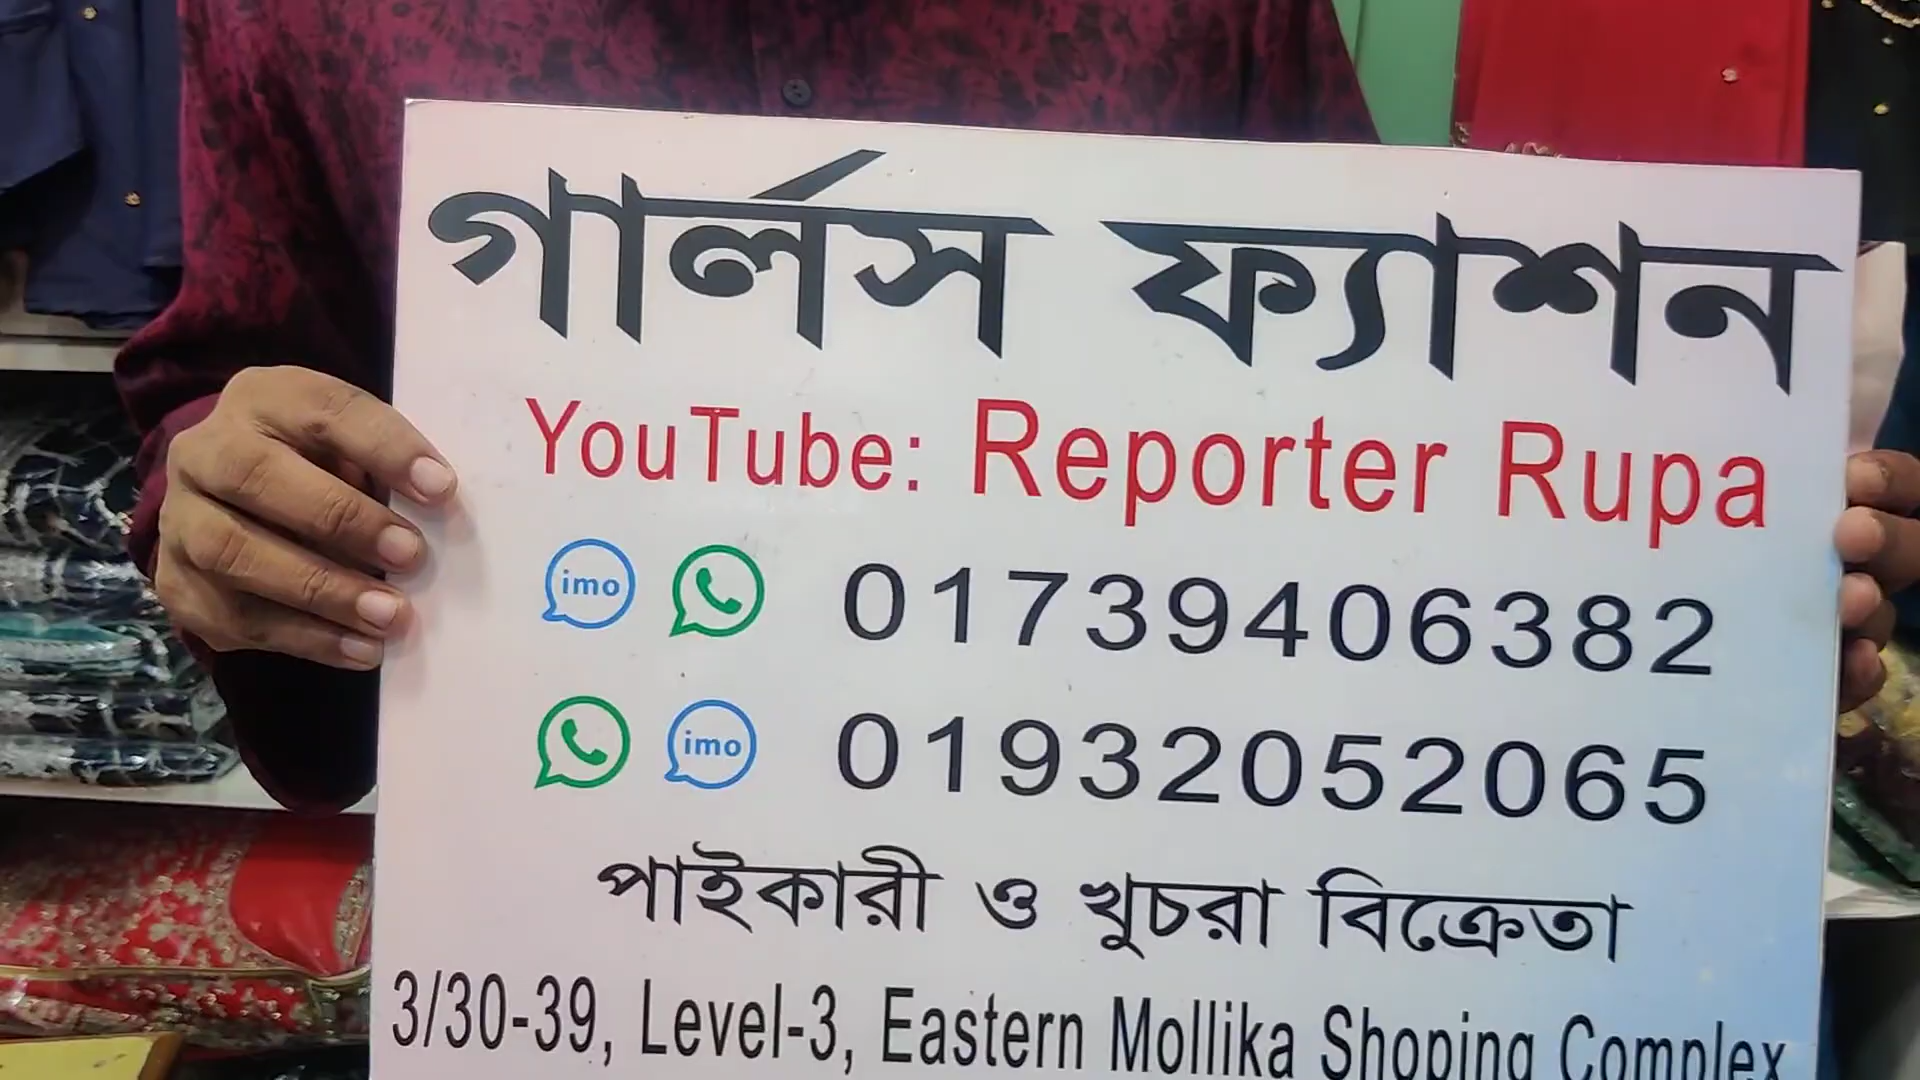 গার্লস ফ্যাশন
YouTube: Reporter Rupa
imo 01739406382
imo 01932052065
পাইকারী ও খুচরা বিক্রেতা
3/30-39, Level-3, Eastern Mollika Shoping Complex